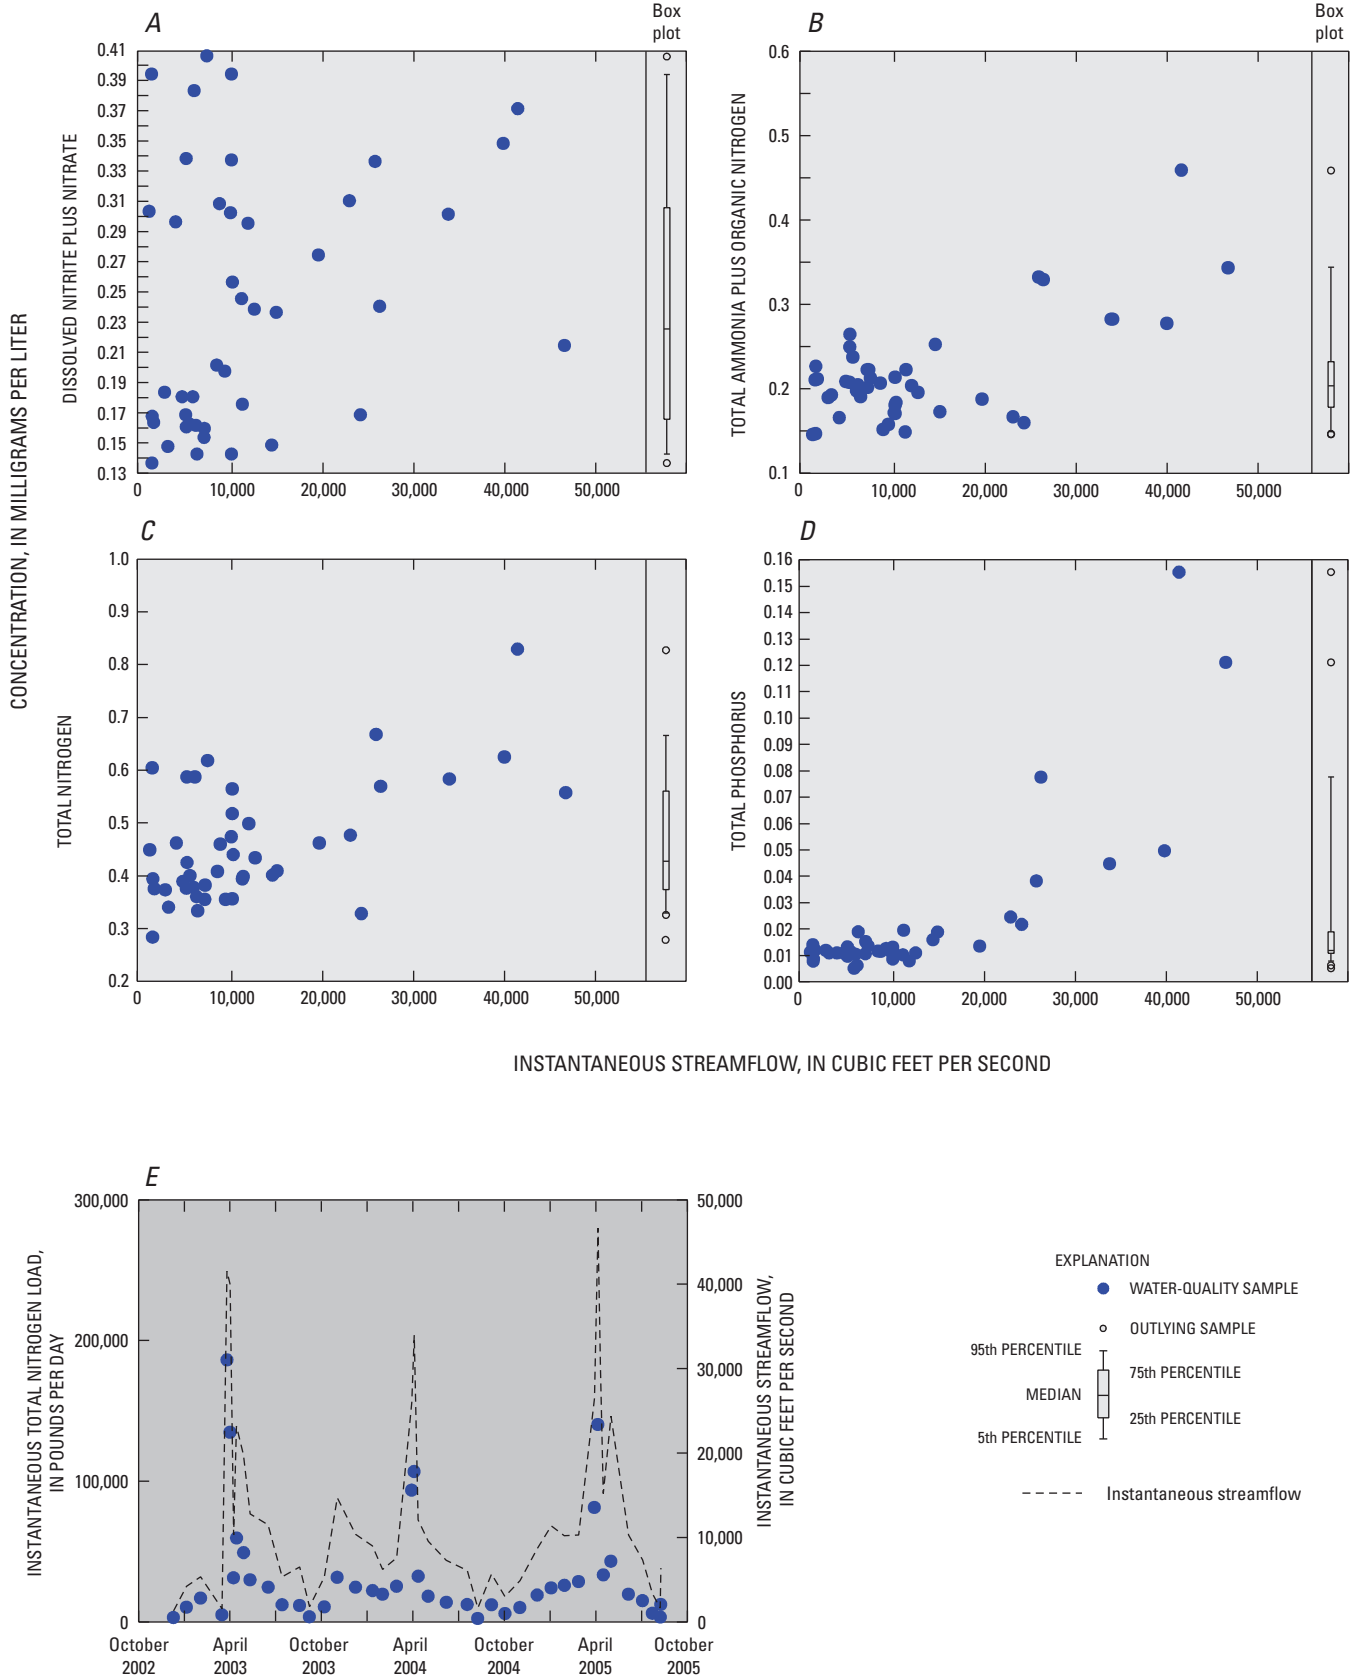 A
Box
plot
B
Box
plot
CONCENTRATION, IN MILLIGRAMS PER LITER
DISSOLVED NITRITE PLUS NITRATE
0.41
0.39
0.37
0.35
0.33
0.31
0.29
0.27
0.25
0.23
0.21
0.19
0.17
0.15
0.13
0
10,000
20,000
30,000
40,000
50,000
TOTAL AMMONIA PLUS ORGANIC NITROGEN
0.6
0.5
0.4
0.3
0.2
0.1
0
10,000
20,000
30,000
40,000
50,000
C
TOTAL NITROGEN
1.0
0.9
0.8
0.7
0.6
0.5
0.4
0.3
0.2
0
10,000
20,000
30,000
40,000
50,000
D
TOTAL PHOSPHORUS
0.16
0.15
0.14
0.13
0.12
0.11
0.10
0.09
0.08
0.07
0.06
0.05
0.04
0.03
0.02
0.01
0.00
0
10,000
20,000
30,000
40,000
50,000
INSTANTANEOUS STREAMFLOW, IN CUBIC FEET PER SECOND
E
INSTANTANEOUS TOTAL NITROGEN LOAD,
IN POUNDS PER DAY
300,000
200,000
100,000
0
50,000
40,000
30,000
20,000
10,000
0
INSTANTANEOUS STREAMFLOW,
IN CUBIC FEET PER SECOND
October
2002
April
2003
October
2003
April
2004
October
2004
April
2005
October
2005
EXPLANATION
WATER-QUALITY SAMPLE
OUTLYING SAMPLE
95th PERCENTILE
75th PERCENTILE
MEDIAN
25th PERCENTILE
5th PERCENTILE
Instantaneous streamflow